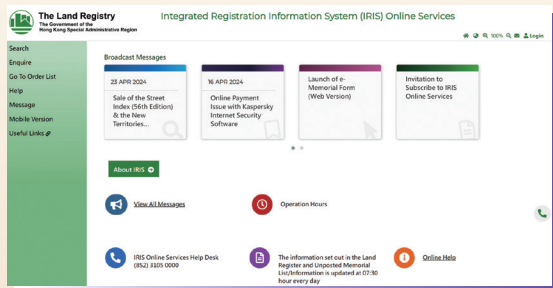 The Land Registry
The Government of the
Hong Kong Special Administrative Region
Integrated Registration Information System (IRIS) Online Services
100%
Login
Search
Enquire
Go To Order List
Help
Message
Mobile Version
Useful Links
Broadcast Messages
23 APR 2024
Sale of the Street
Index (56th Edition)
& the New
Territories...
16 APR 2024
Online Payment
Issue with Kaspersky
Internet Security
Software
Launch of e-
Memorial Form
(Web Version)
Invitation to
Subscribe to IRIS
Online Services
About IRIS
View All Messages
Operation Hours
IRIS Online Services Help Desk
(852) 3105 0000
The information set out in the Land
Register and Unposted Memorial
List/Information is updated at 07:30
hour every day
Online Help